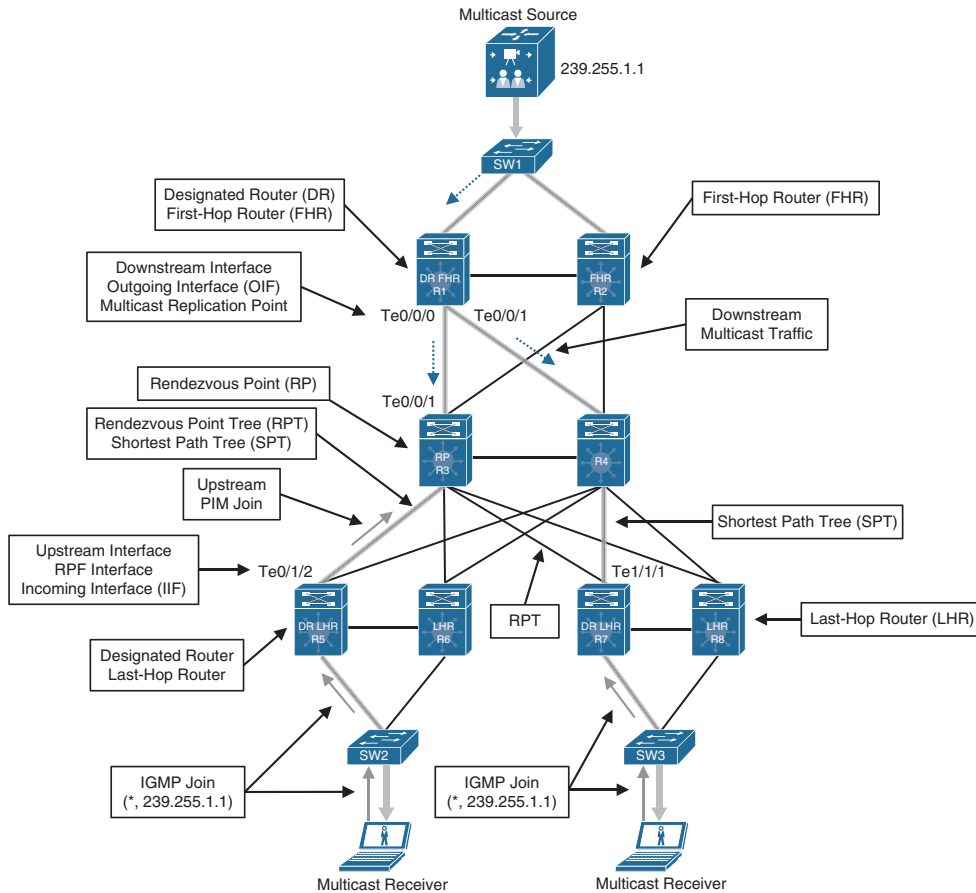 Multicast Source
239.255.1.1
SW1
Designated Router (DR)
First-Hop Router (FHR)
First-Hop Router (FHR)
DR FHR
R1
FHR
R2
Downstream Interface
Outgoing Interface (OIF)
Multicast Replication Point
Te0/0/0
Te0/0/1
Downstream
Multicast Traffic
Rendezvous Point (RP)
Te0/0/1
Rendezvous Point Tree (RPT)
Shortest Path Tree (SPT)
RP
R3
R4
Upstream
PIM Join
Shortest Path Tree (SPT)
Upstream Interface
RPF Interface
Incoming Interface (IIF)
Te0/1/2
Te1/1/1
RPT
DR LHR
R5
LHR
R6
DR LHR
R7
LHR
R8
Last-Hop Router (LHR)
Designated Router
Last-Hop Router
SW2
SW3
IGMP Join
(*, 239.255.1.1)
IGMP Join
(*, 239.255.1.1)
Multicast Receiver
Multicast Receiver